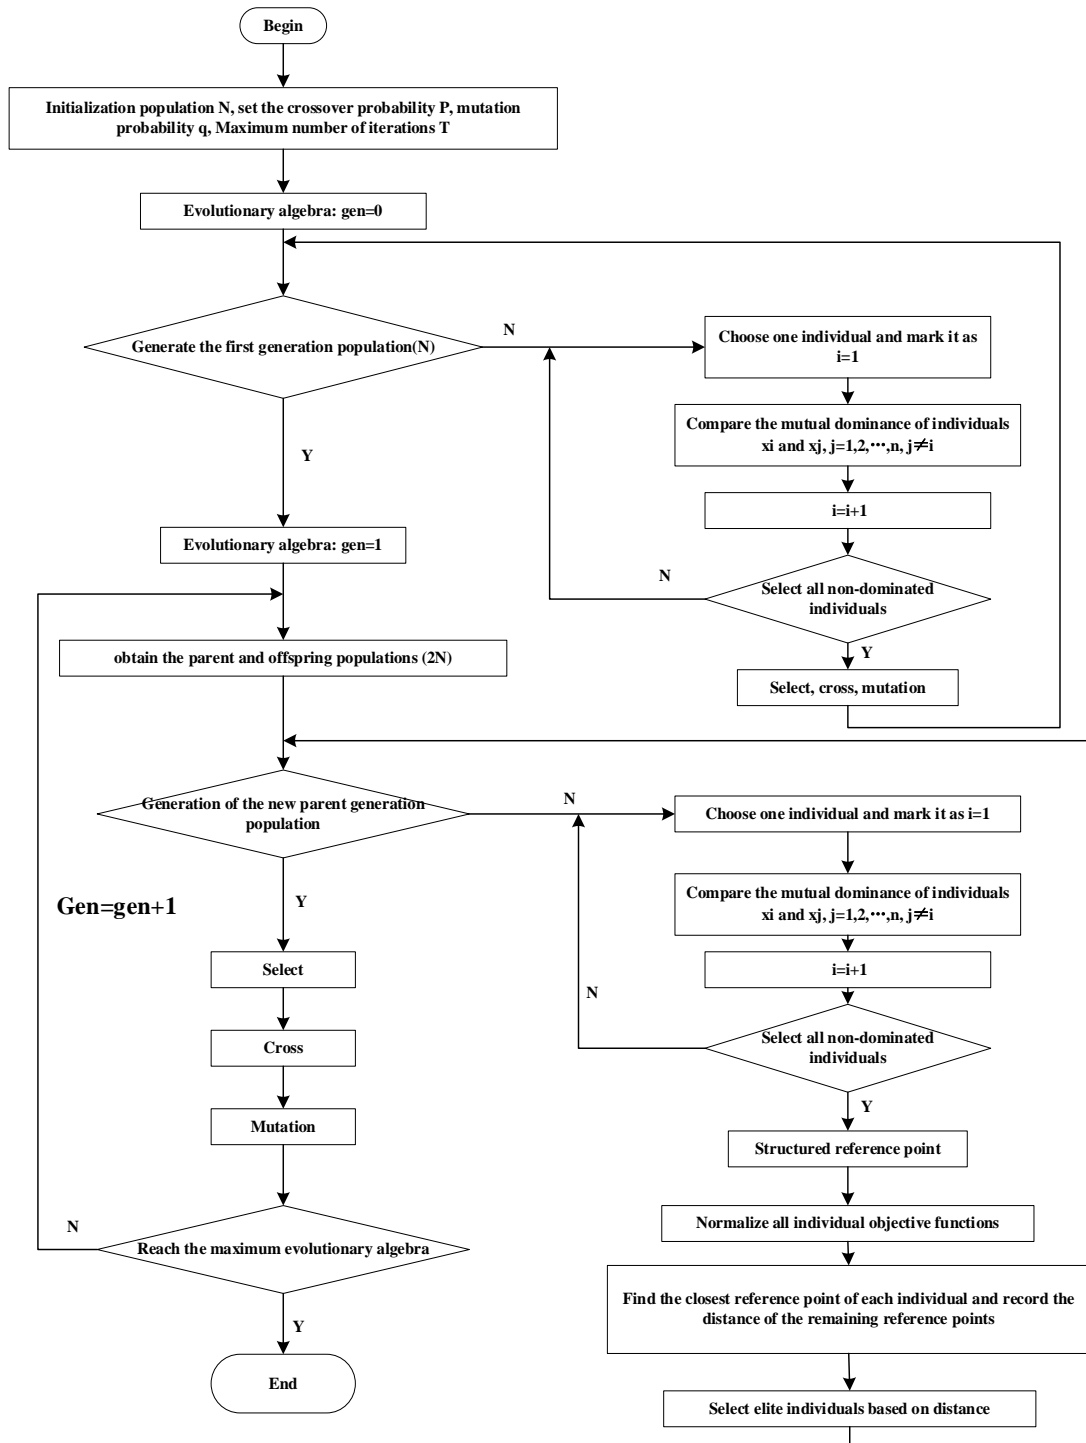 Begin
Initialization population N, set the crossover probability P, mutation
probability q, Maximum number of iterations T
Evolutionary algebra: gen=0
Generate the first generation population(N)
N
Choose one individual and mark it as
i=1
Compare the mutual dominance of individuals
xi and xj, j=1,2,···,n, j≠i
i=i+1
Select all non-dominated
individuals
N
Y
Select, cross, mutation
Y
Evolutionary algebra: gen=1
obtain the parent and offspring populations (2N)
Generation of the new parent generation
population
N
Choose one individual and mark it as i=1
Compare the mutual dominance of individuals
xi and xj, j=1,2,···,n, j≠i
i=i+1
Select all non-dominated
individuals
N
Y
Structured reference point
Normalize all individual objective functions
Find the closest reference point of each individual and record the
distance of the remaining reference points
Select elite individuals based on distance
Y
Gen=gen+1
Select
Cross
Mutation
Reach the maximum evolutionary algebra
N
Y
End